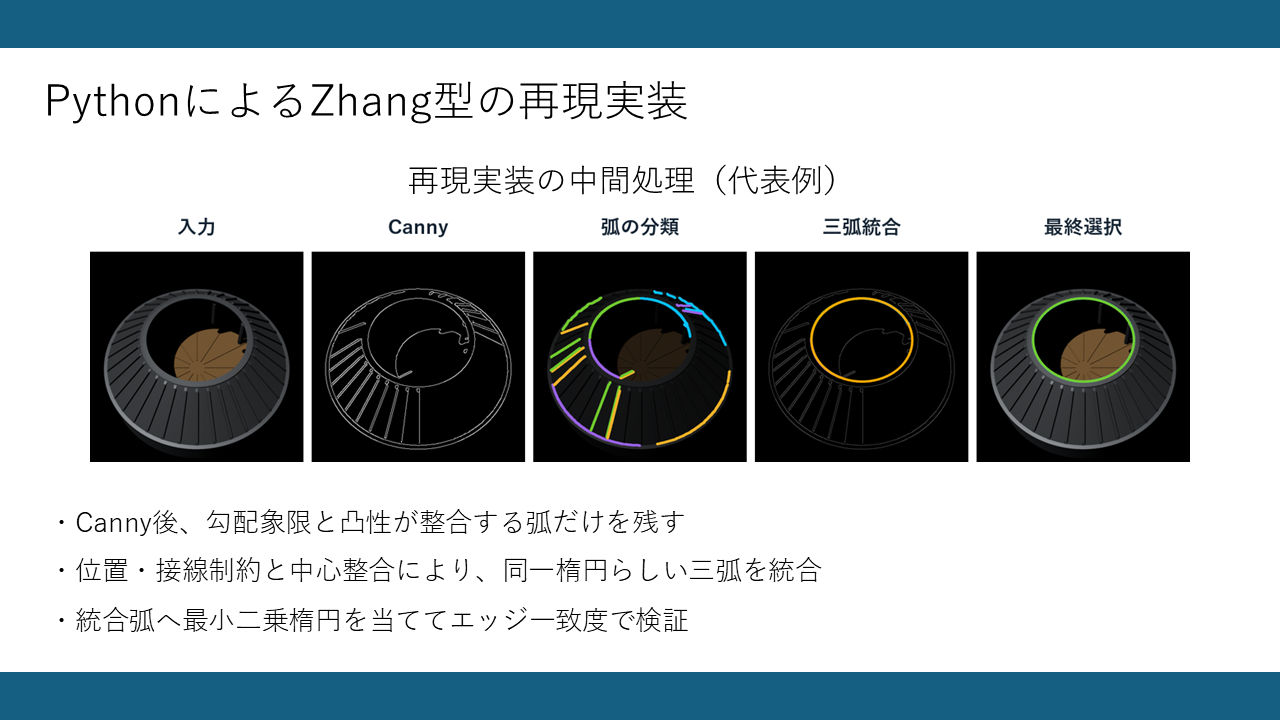 PythonによるZhang型の再現実装
再現実装の中間処理（代表例）
入力
Canny
弧の分類
三弧統合
最終選択
・Canny後、勾配象限と凸性が整合する弧だけを残す
・位置・接線制約と中心整合により、同一楕円らしい三弧を統合
・統合弧へ最小二乗楕円を当ててエッジ一致度で検証